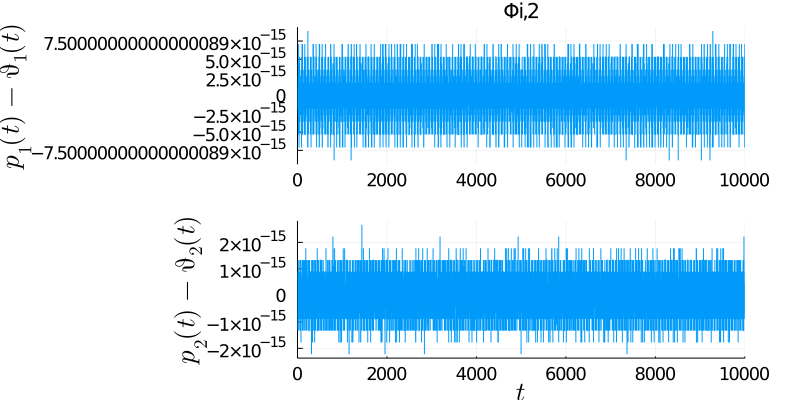 Φi,2
p₁(t) − ϑ₁(t)
7.500000000000000089×10⁻¹⁵
5.0×10⁻¹⁵
2.5×10⁻¹⁵
0
−2.5×10⁻¹⁵
−5.0×10⁻¹⁵
−7.500000000000000089×10⁻¹⁵
0 2000 4000 6000 8000 10000
p₂(t) − ϑ₂(t)
2×10⁻¹⁵
1×10⁻¹⁵
0
−1×10⁻¹⁵
−2×10⁻¹⁵
0 2000 4000 6000 8000 10000
t